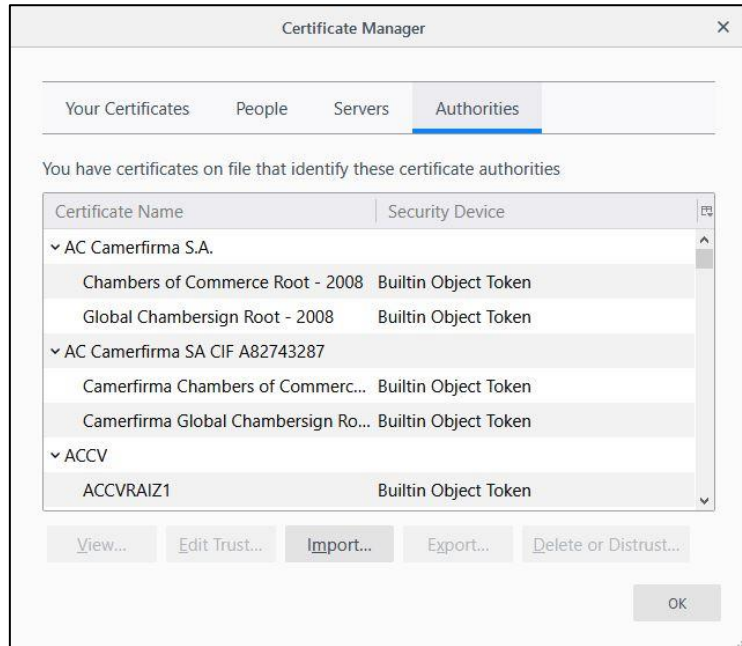 Certificate Manager
Your Certificates People Servers Authorities
You have certificates on file that identify these certificate authorities
Certificate Name Security Device
AC Camerfirma S.A.
Chambers of Commerce Root - 2008 Builtin Object Token
Global Chambersign Root - 2008 Builtin Object Token
AC Camerfirma SA CIF A82743287
Camerfirma Chambers of Commerc... Builtin Object Token
Camerfirma Global Chambersign Ro... Builtin Object Token
ACCV
ACCVRAIZ1 Builtin Object Token
View... Edit Trust... Import... Export... Delete or Distrust...
OK